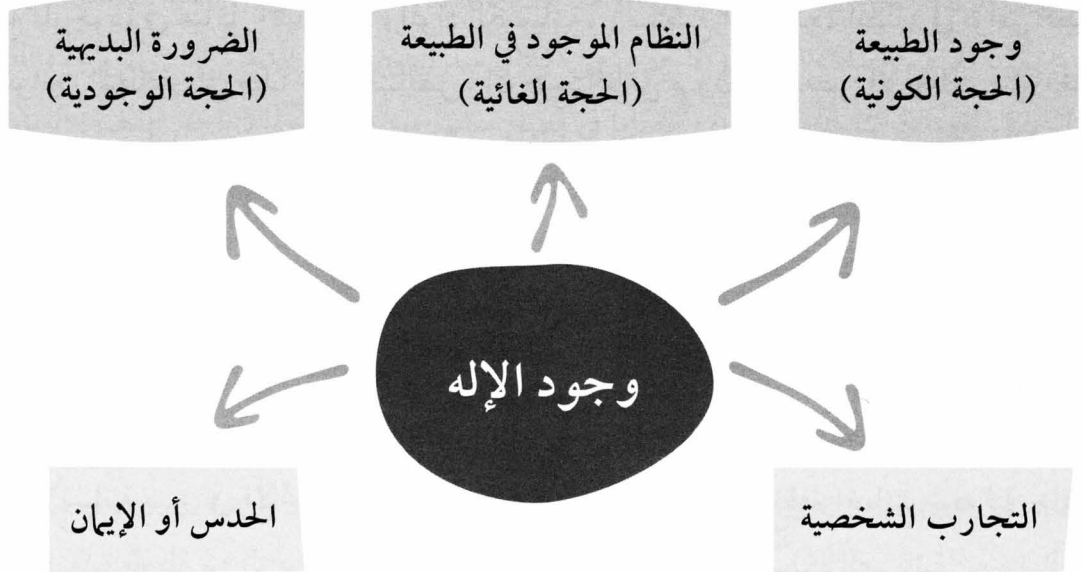 وجود الطبيعة
(الحجة الكونية)
النظام الموجود في الطبيعة
(الحجة الغائية)
الضرورة البديهية
(الحجة الوجودية)
وجود الإله
التجارب الشخصية
الحدس أو الإيمان